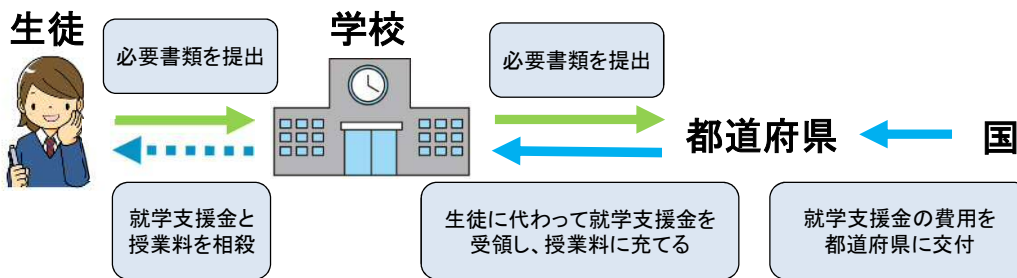 生徒
学校
必要書類を提出
必要書類を提出
都道府県
国
就学支援金と
授業料を相殺
生徒に代わって就学支援金を
受領し、授業料に充てる
就学支援金の費用を
都道府県に交付